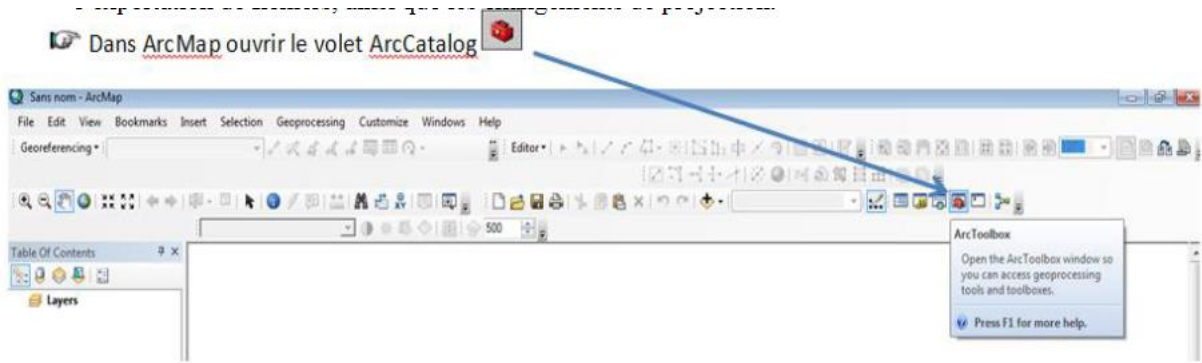 Dans ArcMap ouvrir le volet ArcCatalog
Sans nom - ArcMap
File Edit View Bookmarks Insert Selection Geoprocessing Customize Windows Help
Georeferencing Editor
500
Table Of Contents
Layers
ArcToolbox
Open the ArcToolbox window so
you can access geoprocessing
tools and toolboxes.
Press F1 for more help.